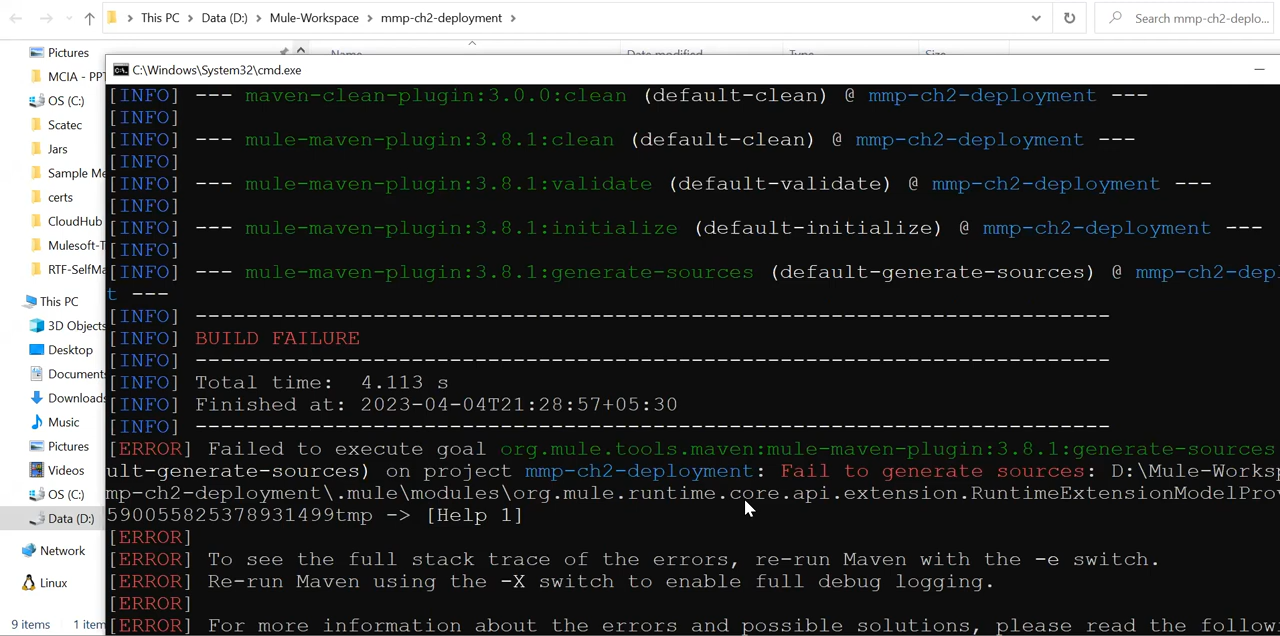 This PC > Data (D:) > Mule-Workspace > mmp-ch2-deployment >
Search mmp-ch2-deplo...
Pictures
Name
Date modified
Type
Size
MCIA - PPT
OS (C:)
Scatec
Jars
Sample Me
certs
CloudHub
Mulesoft-T
RTF-SelfMa
This PC
3D Objects
Desktop
Documents
Downloads
Music
Pictures
Videos
OS (C:)
Data (D:)
Network
Linux
9 items 1 item
C:\Windows\System32\cmd.exe
[INFO] --- maven-clean-plugin:3.0.0:clean (default-clean) @ mmp-ch2-deployment ---
[INFO]
[INFO] --- mule-maven-plugin:3.8.1:clean (default-clean) @ mmp-ch2-deployment ---
[INFO]
[INFO] --- mule-maven-plugin:3.8.1:validate (default-validate) @ mmp-ch2-deployment ---
[INFO]
[INFO] --- mule-maven-plugin:3.8.1:initialize (default-initialize) @ mmp-ch2-deployment ---
[INFO]
[INFO] --- mule-maven-plugin:3.8.1:generate-sources (default-generate-sources) @ mmp-ch2-depl
t ---
[INFO] ------------------------------------------------------------------------
[INFO] BUILD FAILURE
[INFO] ------------------------------------------------------------------------
[INFO] Total time:  4.113 s
[INFO] Finished at: 2023-04-04T21:28:57+05:30
[INFO] ------------------------------------------------------------------------
[ERROR] Failed to execute goal org.mule.tools.maven:mule-maven-plugin:3.8.1:generate-sources
ult-generate-sources) on project mmp-ch2-deployment: Fail to generate sources: D:\Mule-Worksp
mp-ch2-deployment\.mule\modules\org.mule.runtime.core.api.extension.RuntimeExtensionModelProv
590055825378931499tmp -> [Help 1]
[ERROR]
[ERROR] To see the full stack trace of the errors, re-run Maven with the -e switch.
[ERROR] Re-run Maven using the -X switch to enable full debug logging.
[ERROR]
[ERROR] For more information about the errors and possible solutions, please read the followi